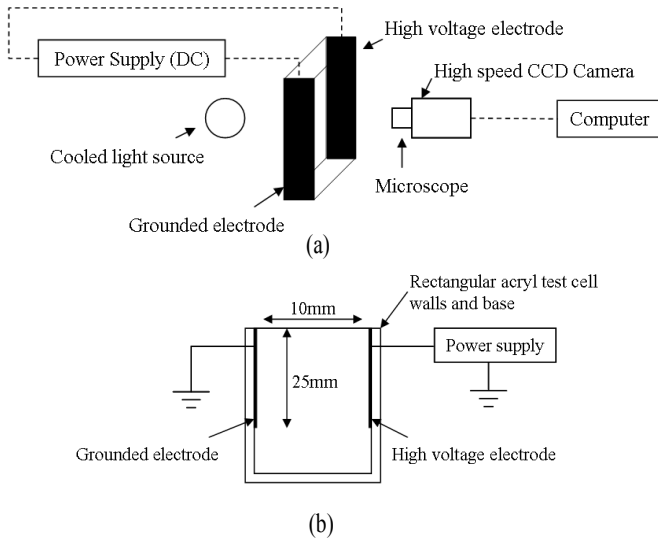 High voltage electrode
Power Supply (DC)
High speed CCD Camera
Computer
Cooled light source
Microscope
Grounded electrode
(a)
Rectangular acryl test cell
walls and base
10mm
Power supply
25mm
Grounded electrode
High voltage electrode
(b)